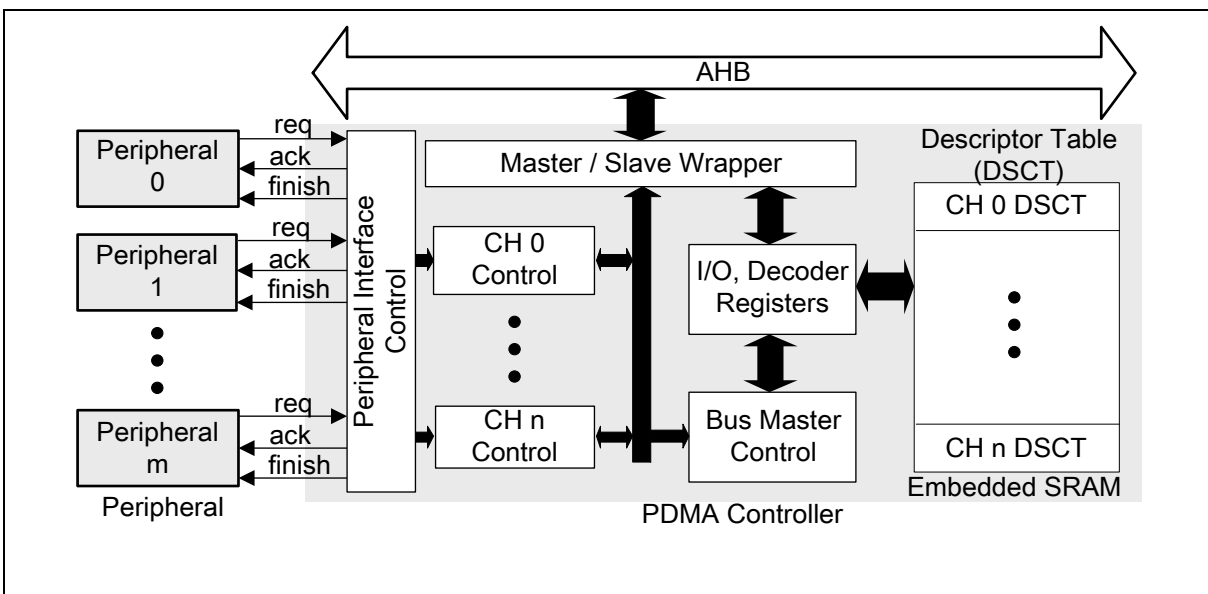 AHB
req
ack
finish
Peripheral
0
req
ack
finish
Peripheral
1
req
ack
finish
Peripheral
m
Peripheral
Peripheral Interface
Control
Master / Slave Wrapper
CH 0
Control
CH n
Control
I/O, Decoder
Registers
Bus Master
Control
PDMA Controller
Descriptor Table
(DSCT)
CH 0 DSCT
CH n DSCT
Embedded SRAM